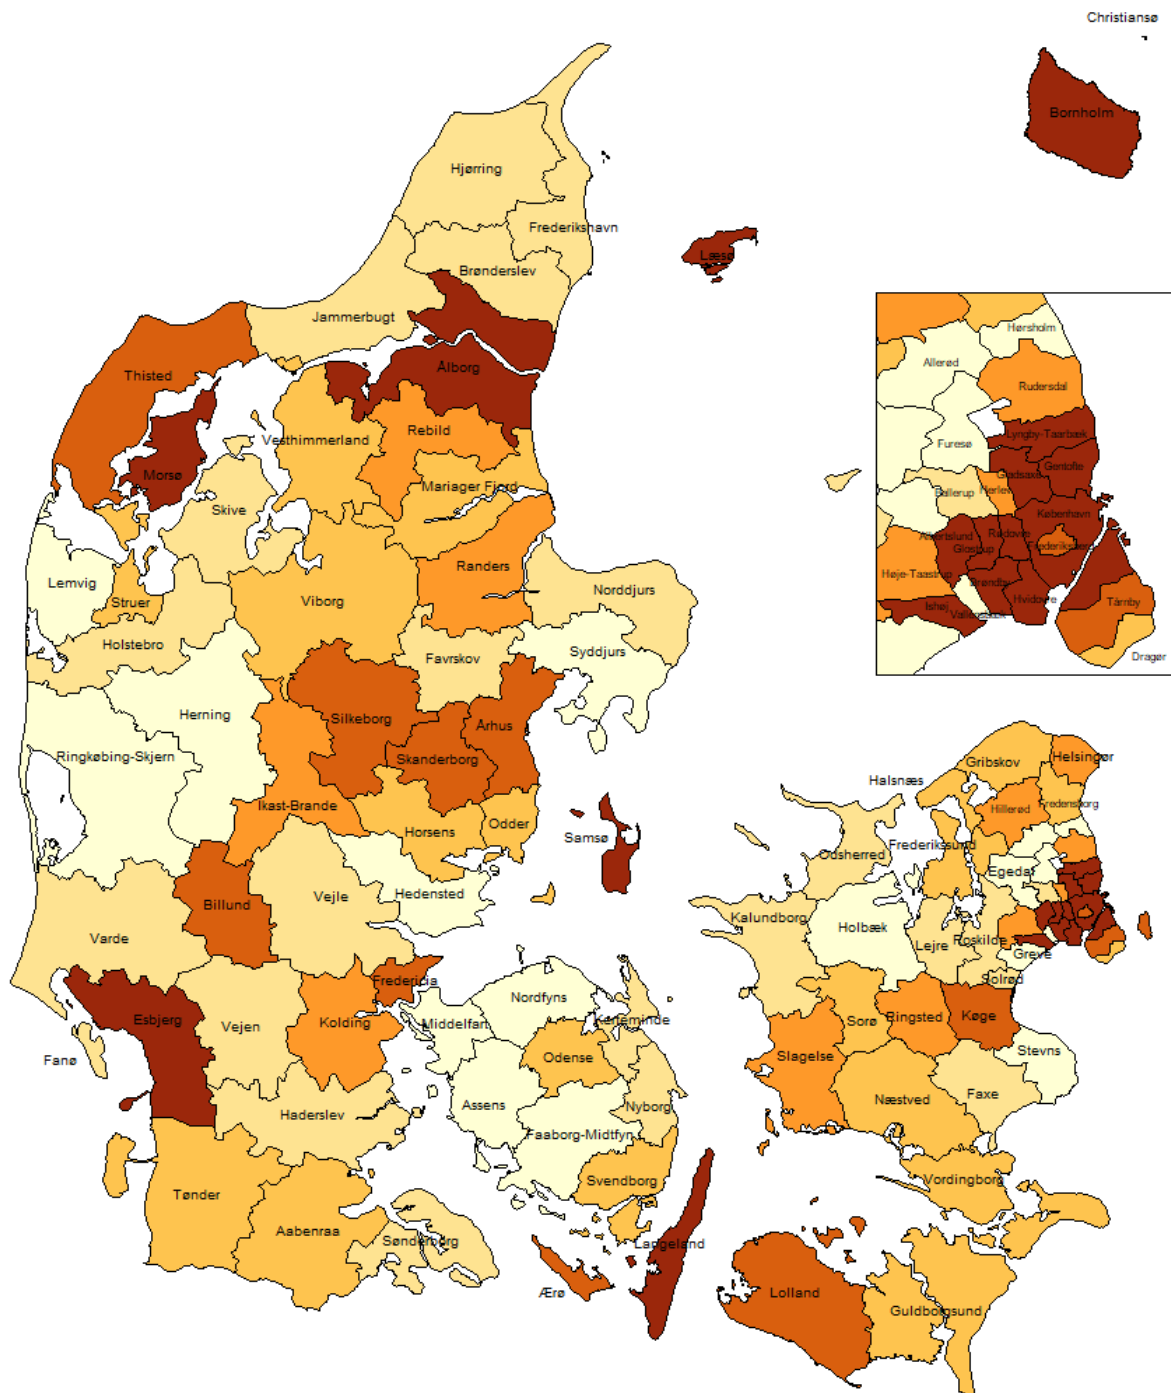 Christiansø
Bornholm
Hjørring
Frederikshavn
Læsø
Brønderslev
Jammerbugt
Thisted
Ålborg
Vesthimmerland
Rebild
Morsø
Mariager Fjord
Skive
Hørsholm
Allerød
Rudersdal
Lyngby-Taarbæk
Furesø
Gentofte
Gladsaxe
Ballerup
Herlev
København
Albertslund
Rødovre
Frederiksberg
Glostrup
Høje-Taastrup
Brøndby
Hvidovre
Ishøj
Vallensbæk
Tårnby
Dragør
Lemvig
Struer
Viborg
Randers
Norddjurs
Holstebro
Favrskov
Syddjurs
Herning
Silkeborg
Århus
Ringkøbing-Skjern
Skanderborg
Ikast-Brande
Horsens
Odder
Samsø
Halsnæs
Gribskov
Helsingør
Hillerød
Fredensborg
Frederikssund
Odsherred
Egedal
Hedensted
Vejle
Billund
Kalundborg
Holbæk
Lejre
Roskilde
Greve
Solrød
Varde
Fredericia
Nordfyns
Middelfart
Kerteminde
Esbjerg
Vejen
Kolding
Sorø
Ringsted
Køge
Stevns
Slagelse
Fanø
Odense
Assens
Nyborg
Næstved
Faxe
Haderslev
Faaborg-Midtfyn
Svendborg
Vordingborg
Tønder
Aabenraa
Sønderborg
Langeland
Ærø
Lolland
Guldborgsund